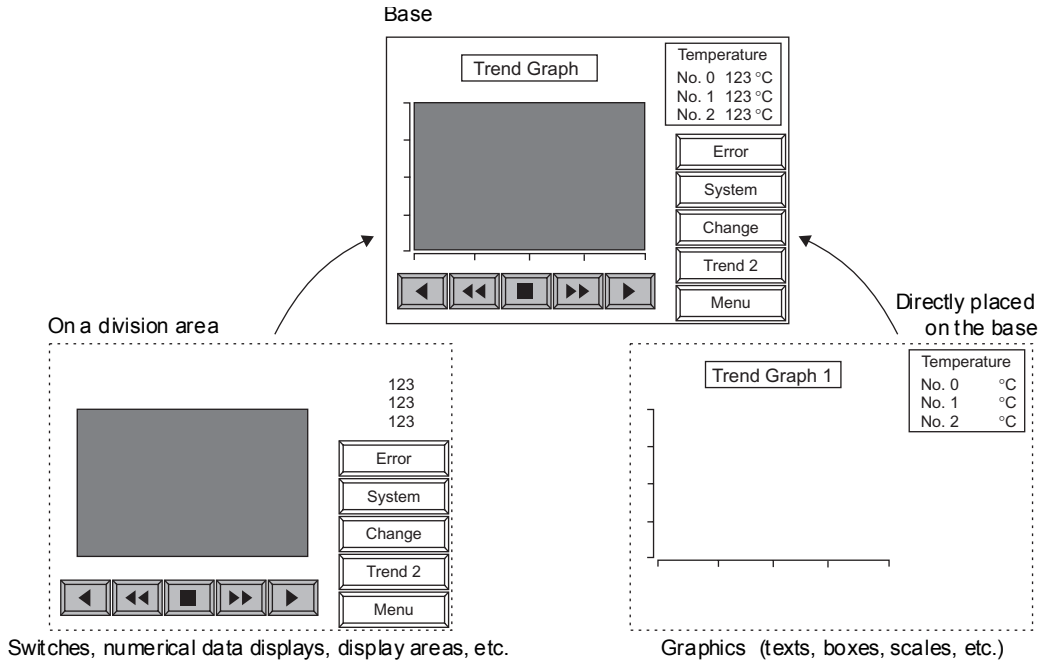 Base
Trend Graph
Temperature
No. 0 123 °C
No. 1 123 °C
No. 2 123 °C
Error
System
Change
Trend 2
Menu
On a division area
123
123
123
Error
System
Change
Trend 2
Menu
Switches, numerical data displays, display areas, etc.
Directly placed
on the base
Trend Graph 1
Temperature
No. 0 °C
No. 1 °C
No. 2 °C
Graphics (texts, boxes, scales, etc.)